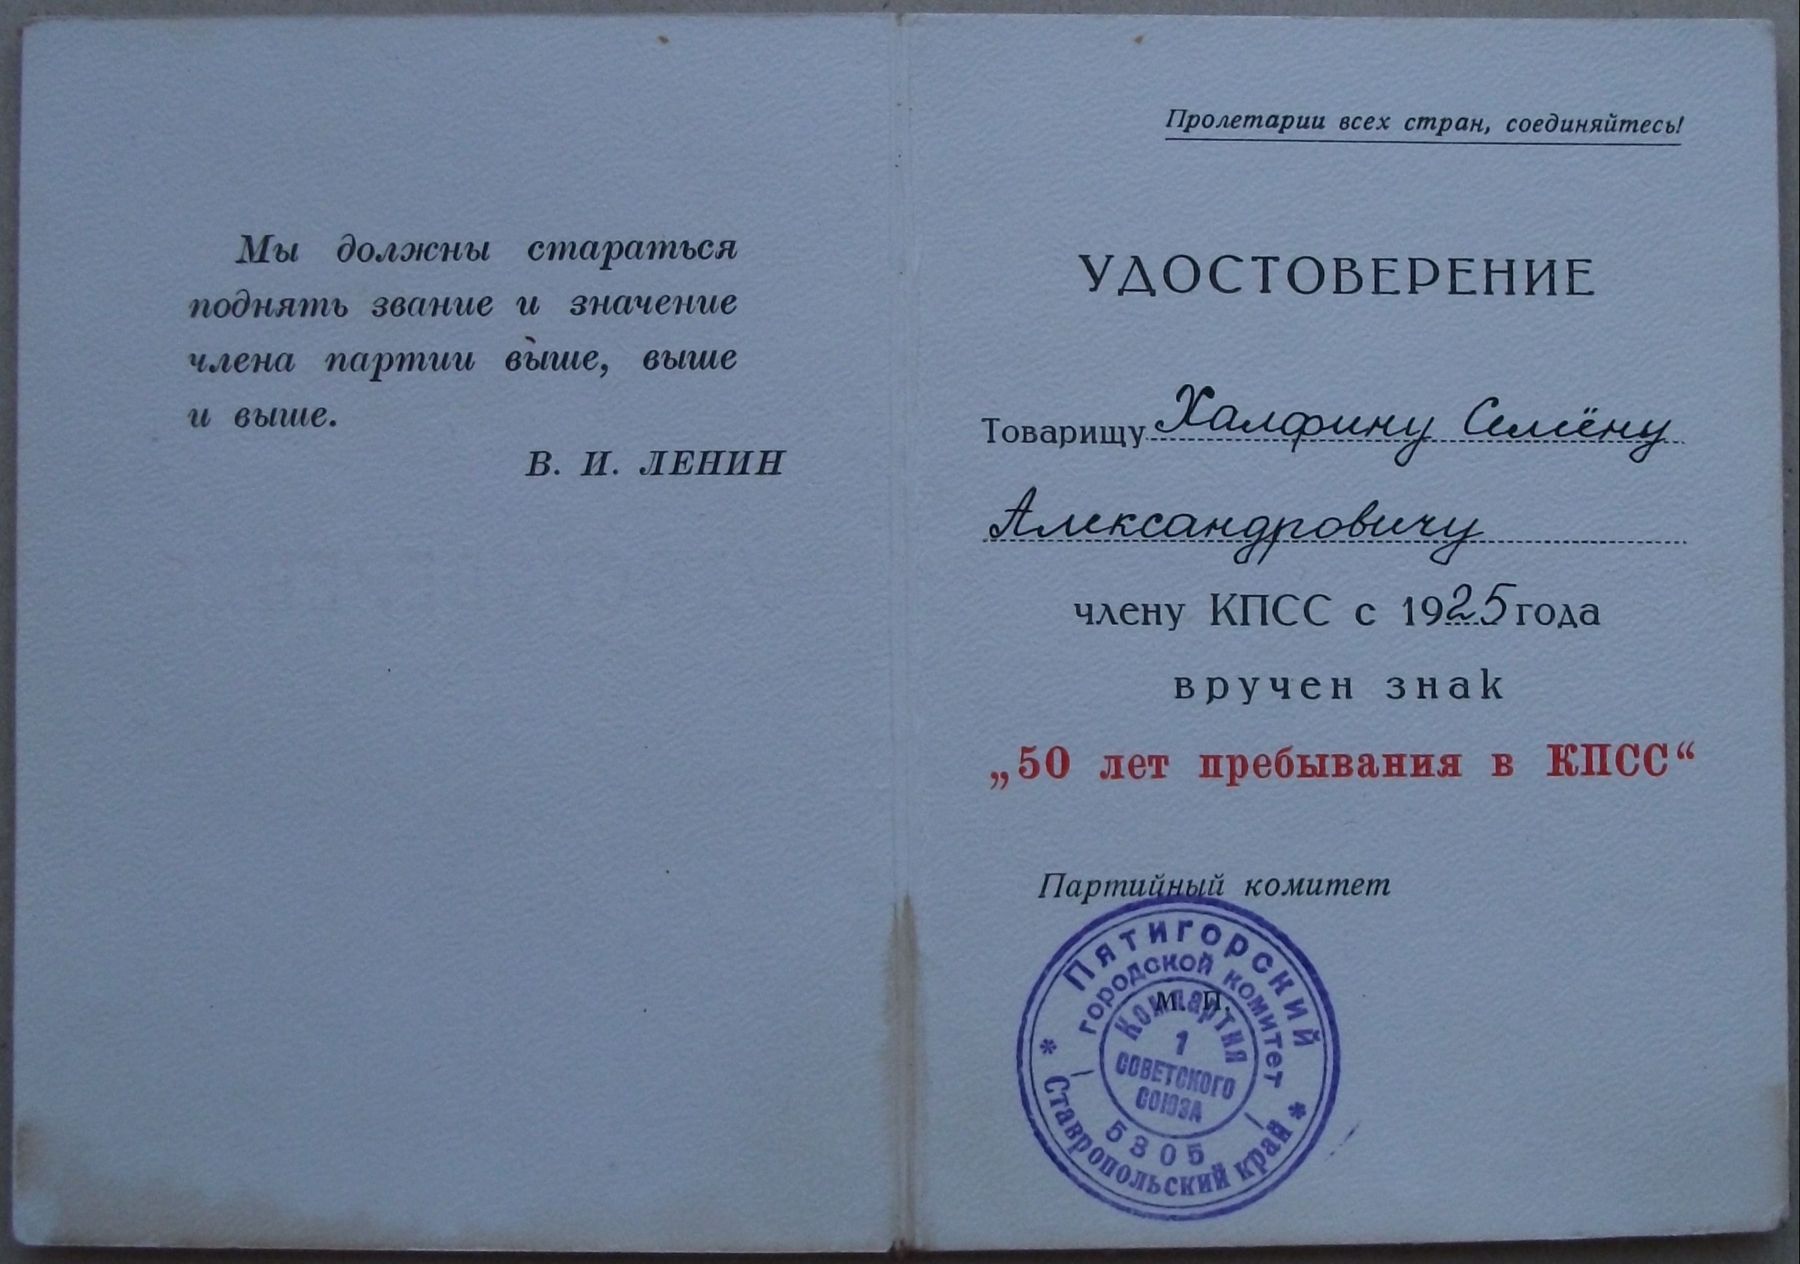 Мы должны стараться
поднять звание и значение
члена партии выше, выше
и выше.
В. И. ЛЕНИН
Пролетарии всех стран, соединяйтесь!
УДОСТОВЕРЕНИЕ
Товарищу Халфину Семёну
Александровичу
члену КПСС с 1925 года
вручен знак
„50 лет пребывания в КПСС“
Партийный комитет
М. П.
Пятигорский
городской комитет
Компартия
1
СОВЕТСКОГО
СОЮЗА
5305
* Ставропольский край *